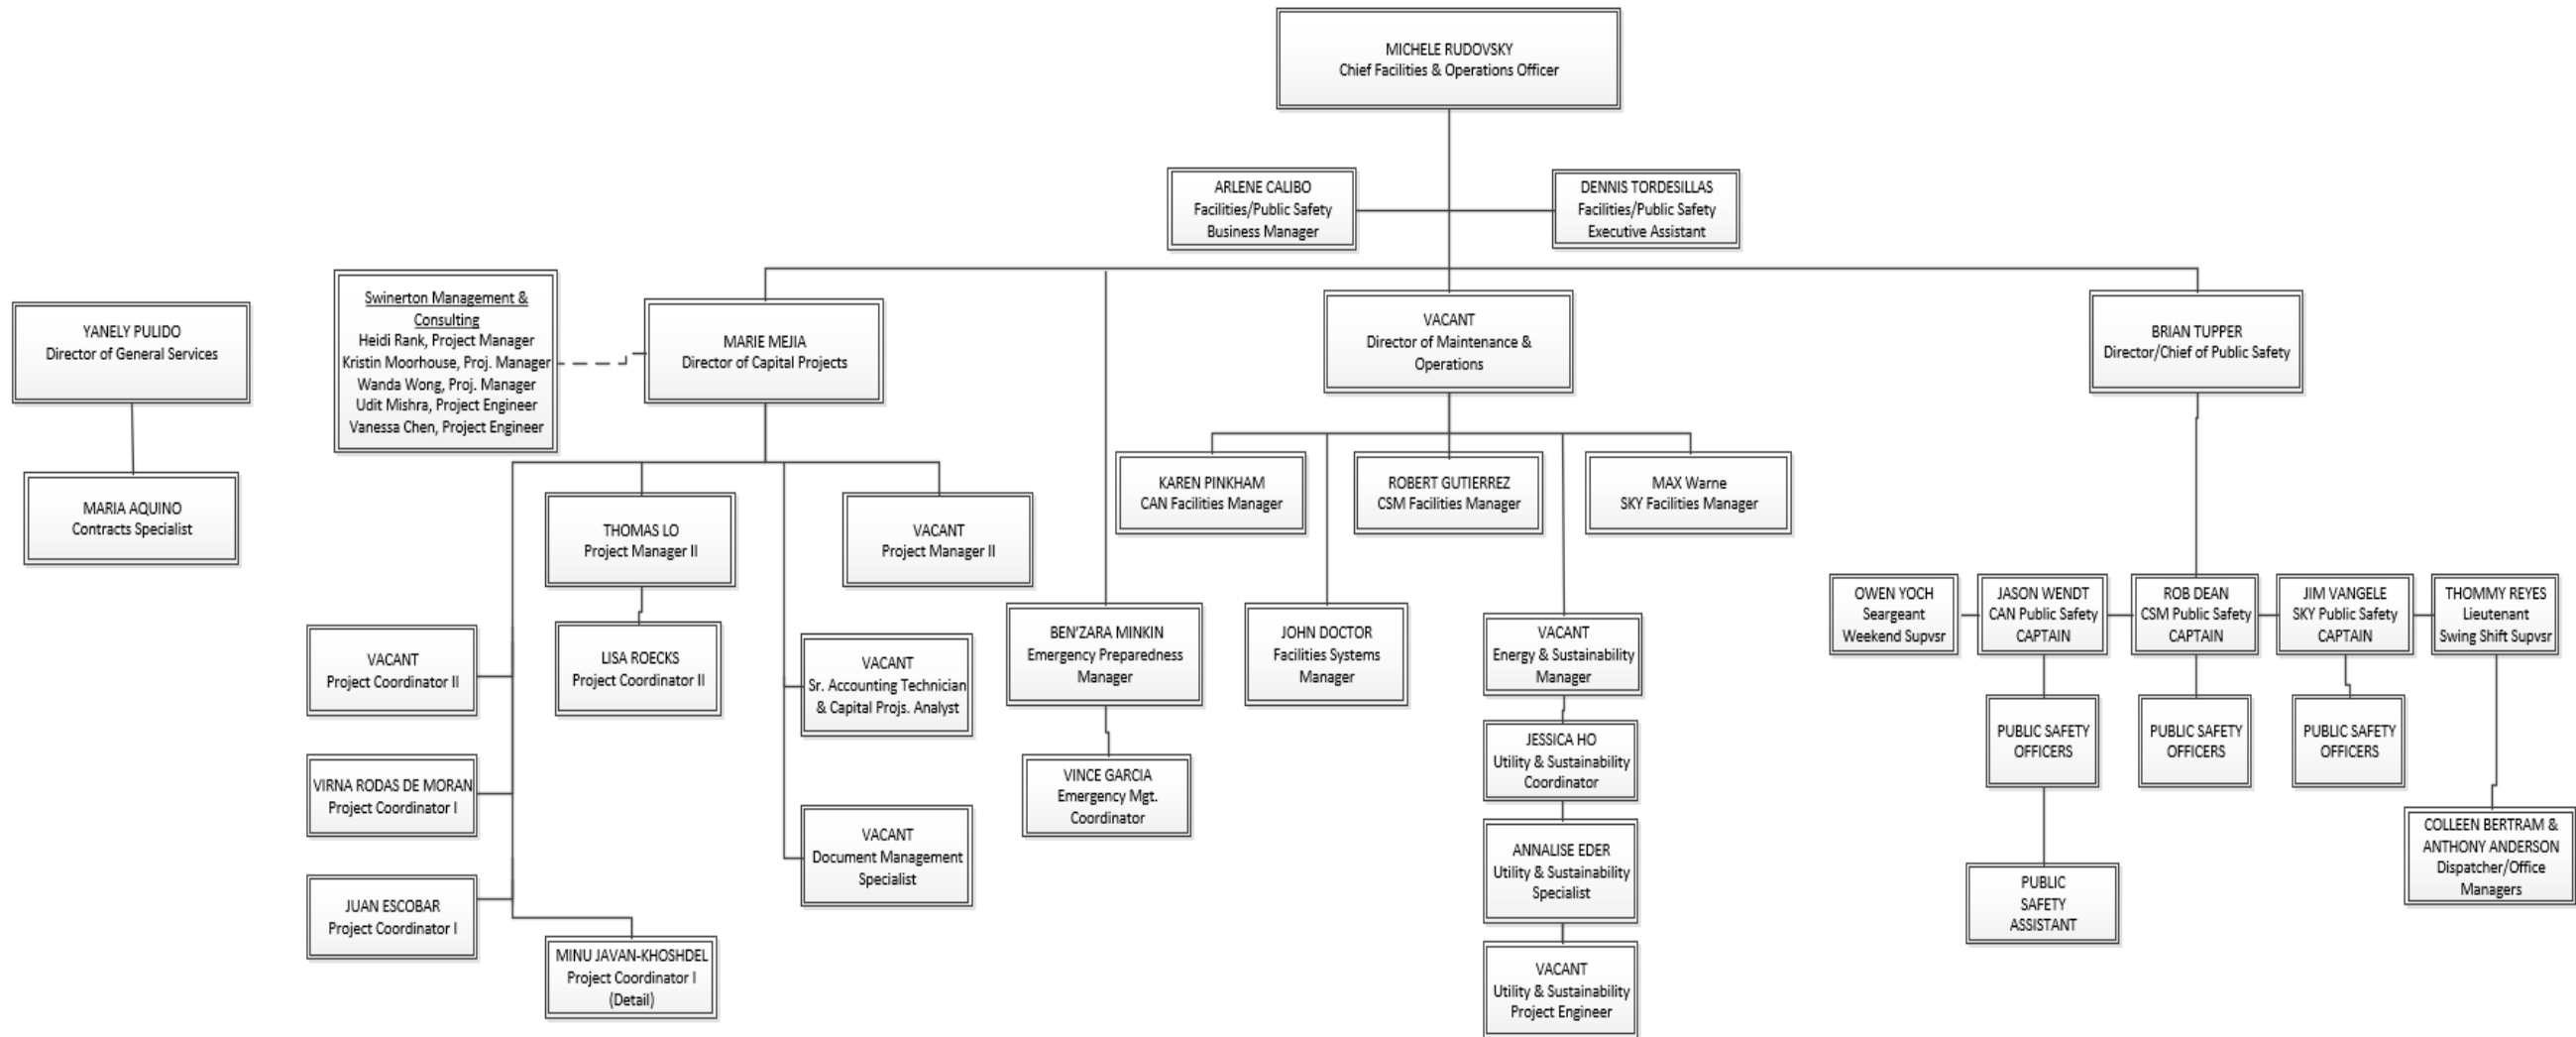 MICHELE RUDOVSKY
Chief Facilities & Operations Officer
ARLENE CALIBO
Facilities/Public Safety
Business Manager
DENNIS TORDESILLAS
Facilities/Public Safety
Executive Assistant
YANELY PULIDO
Director of General Services
MARIA AQUINO
Contracts Specialist
Swinerton Management &
Consulting
Heidi Rank, Project Manager
Kristin Moorhouse, Proj. Manager
Wanda Wong, Proj. Manager
Udit Mishra, Project Engineer
Vanessa Chen, Project Engineer
MARIE MEJIA
Director of Capital Projects
VACANT
Director of Maintenance &
Operations
BRIAN TUPPER
Director/Chief of Public Safety
THOMAS LO
Project Manager II
VACANT
Project Manager II
LISA ROECKS
Project Coordinator II
VACANT
Project Coordinator II
VIRNA RODAS DE MORAN
Project Coordinator I
JUAN ESCOBAR
Project Coordinator I
MINU JAVAN-KHOSHDEL
Project Coordinator I
(Detail)
VACANT
Sr. Accounting Technician
& Capital Projs. Analyst
VACANT
Document Management
Specialist
BEN'ZARA MINKIN
Emergency Preparedness
Manager
VINCE GARCIA
Emergency Mgt.
Coordinator
KAREN PINKHAM
CAN Facilities Manager
ROBERT GUTIERREZ
CSM Facilities Manager
MAX Warne
SKY Facilities Manager
JOHN DOCTOR
Facilities Systems
Manager
VACANT
Energy & Sustainability
Manager
JESSICA HO
Utility & Sustainability
Coordinator
ANNALISE EDER
Utility & Sustainability
Specialist
VACANT
Utility & Sustainability
Project Engineer
OWEN YOCH
Seargeant
Weekend Supvsr
JASON WENDT
CAN Public Safety
CAPTAIN
ROB DEAN
CSM Public Safety
CAPTAIN
JIM VANGELE
SKY Public Safety
CAPTAIN
THOMMY REYES
Lieutenant
Swing Shift Supvsr
PUBLIC SAFETY
OFFICERS
PUBLIC SAFETY
OFFICERS
PUBLIC SAFETY
OFFICERS
PUBLIC
SAFETY
ASSISTANT
COLLEEN BERTRAM &
ANTHONY ANDERSON
Dispatcher/Office
Managers